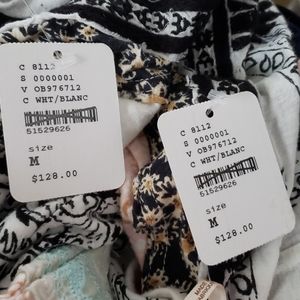 C 8112
S 0000001
V OB976712
C WHT/BLANC
51529626
size
M
$128.00
C 8112
S 0000001
V OB976712
C WHT/BLANC
51529626
size
M
$128.00